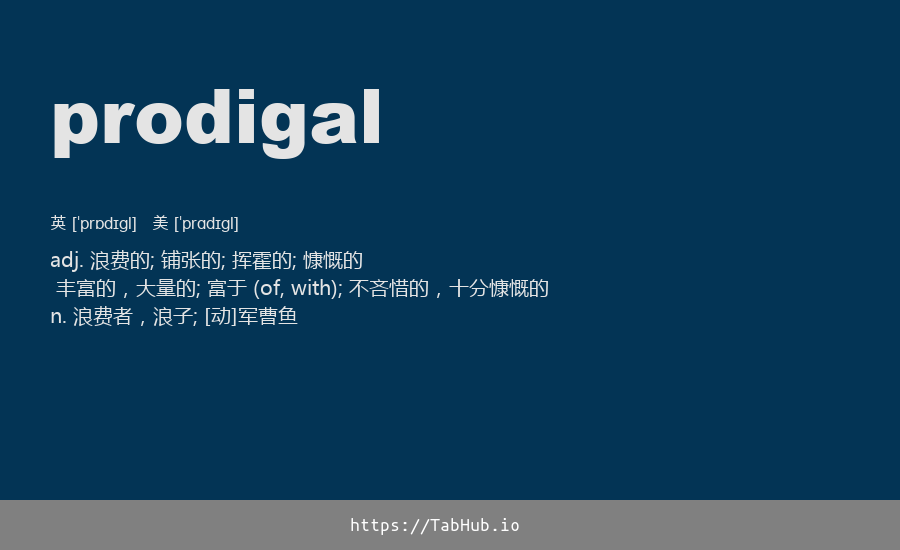 prodigal
英 [ˈprɒdɪɡl] 美 [ˈprɑdɪɡl]
adj. 浪费的; 铺张的; 挥霍的; 慷慨的
丰富的，大量的; 富于 (of, with); 不吝惜的，十分慷慨的
n. 浪费者，浪子; [动]军曹鱼
https://TabHub.io